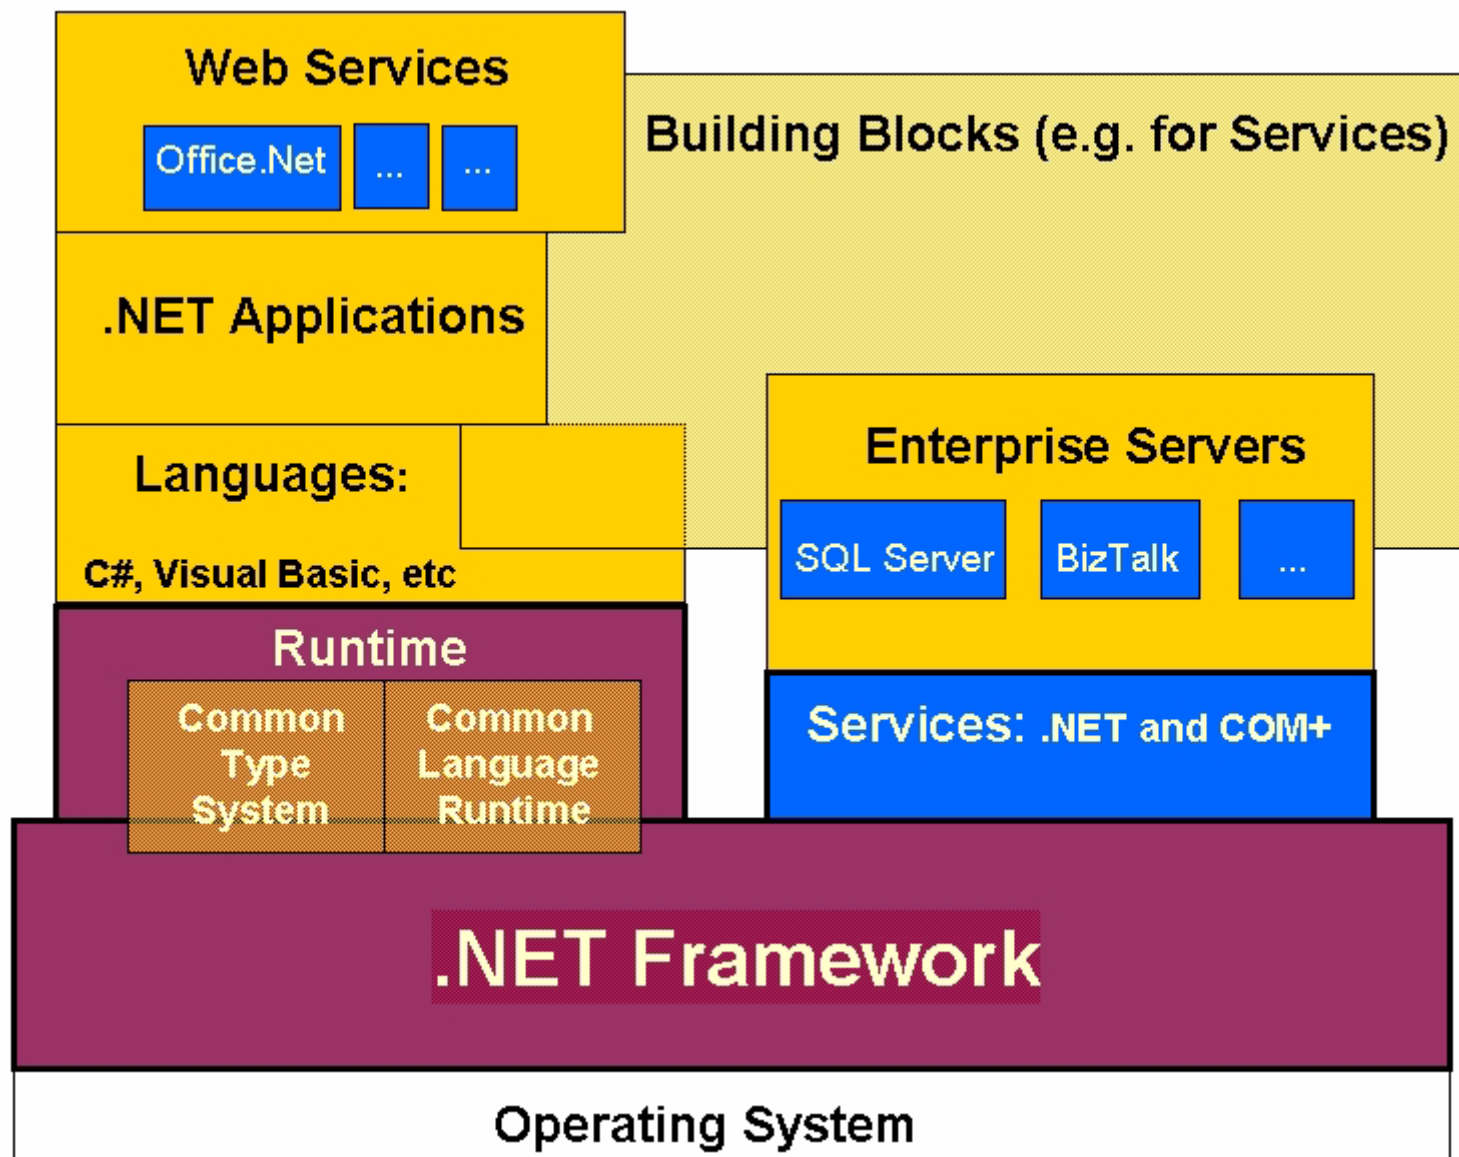 Web Services
Office.Net
...
...
Building Blocks (e.g. for Services)
.NET Applications
Languages:
C#, Visual Basic, etc
Enterprise Servers
SQL Server
BizTalk
...
Runtime
Common
Type
System
Common
Language
Runtime
Services: .NET and COM+
.NET Framework
Operating System